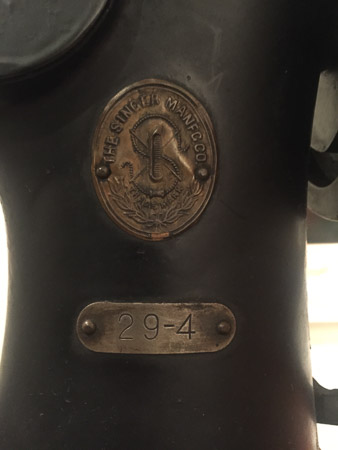 THE SINGER MANFG CO.
29-4